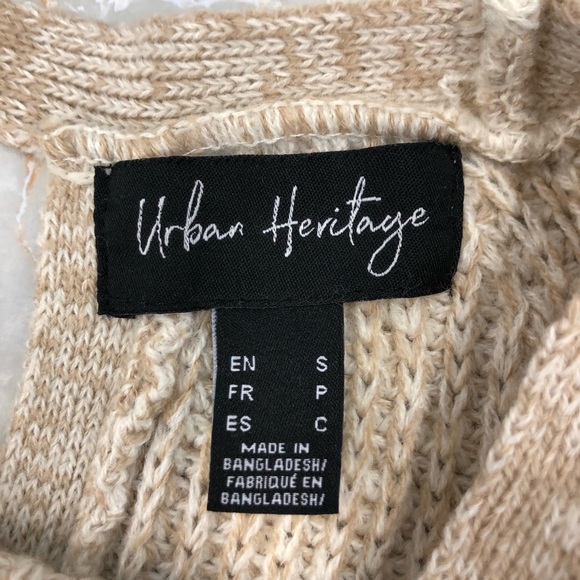 Urban Heritage
EN S
FR P
ES C
MADE IN
BANGLADESH/
FABRIQUÉ EN
BANGLADESH/